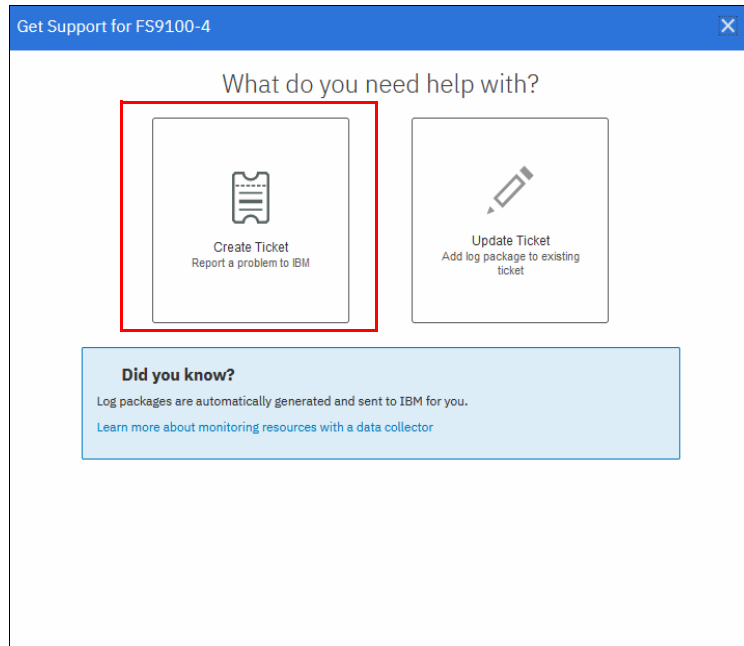 Get Support for FS9100-4
What do you need help with?
Create Ticket
Report a problem to IBM
Update Ticket
Add log package to existing
ticket
Did you know?
Log packages are automatically generated and sent to IBM for you.
Learn more about monitoring resources with a data collector